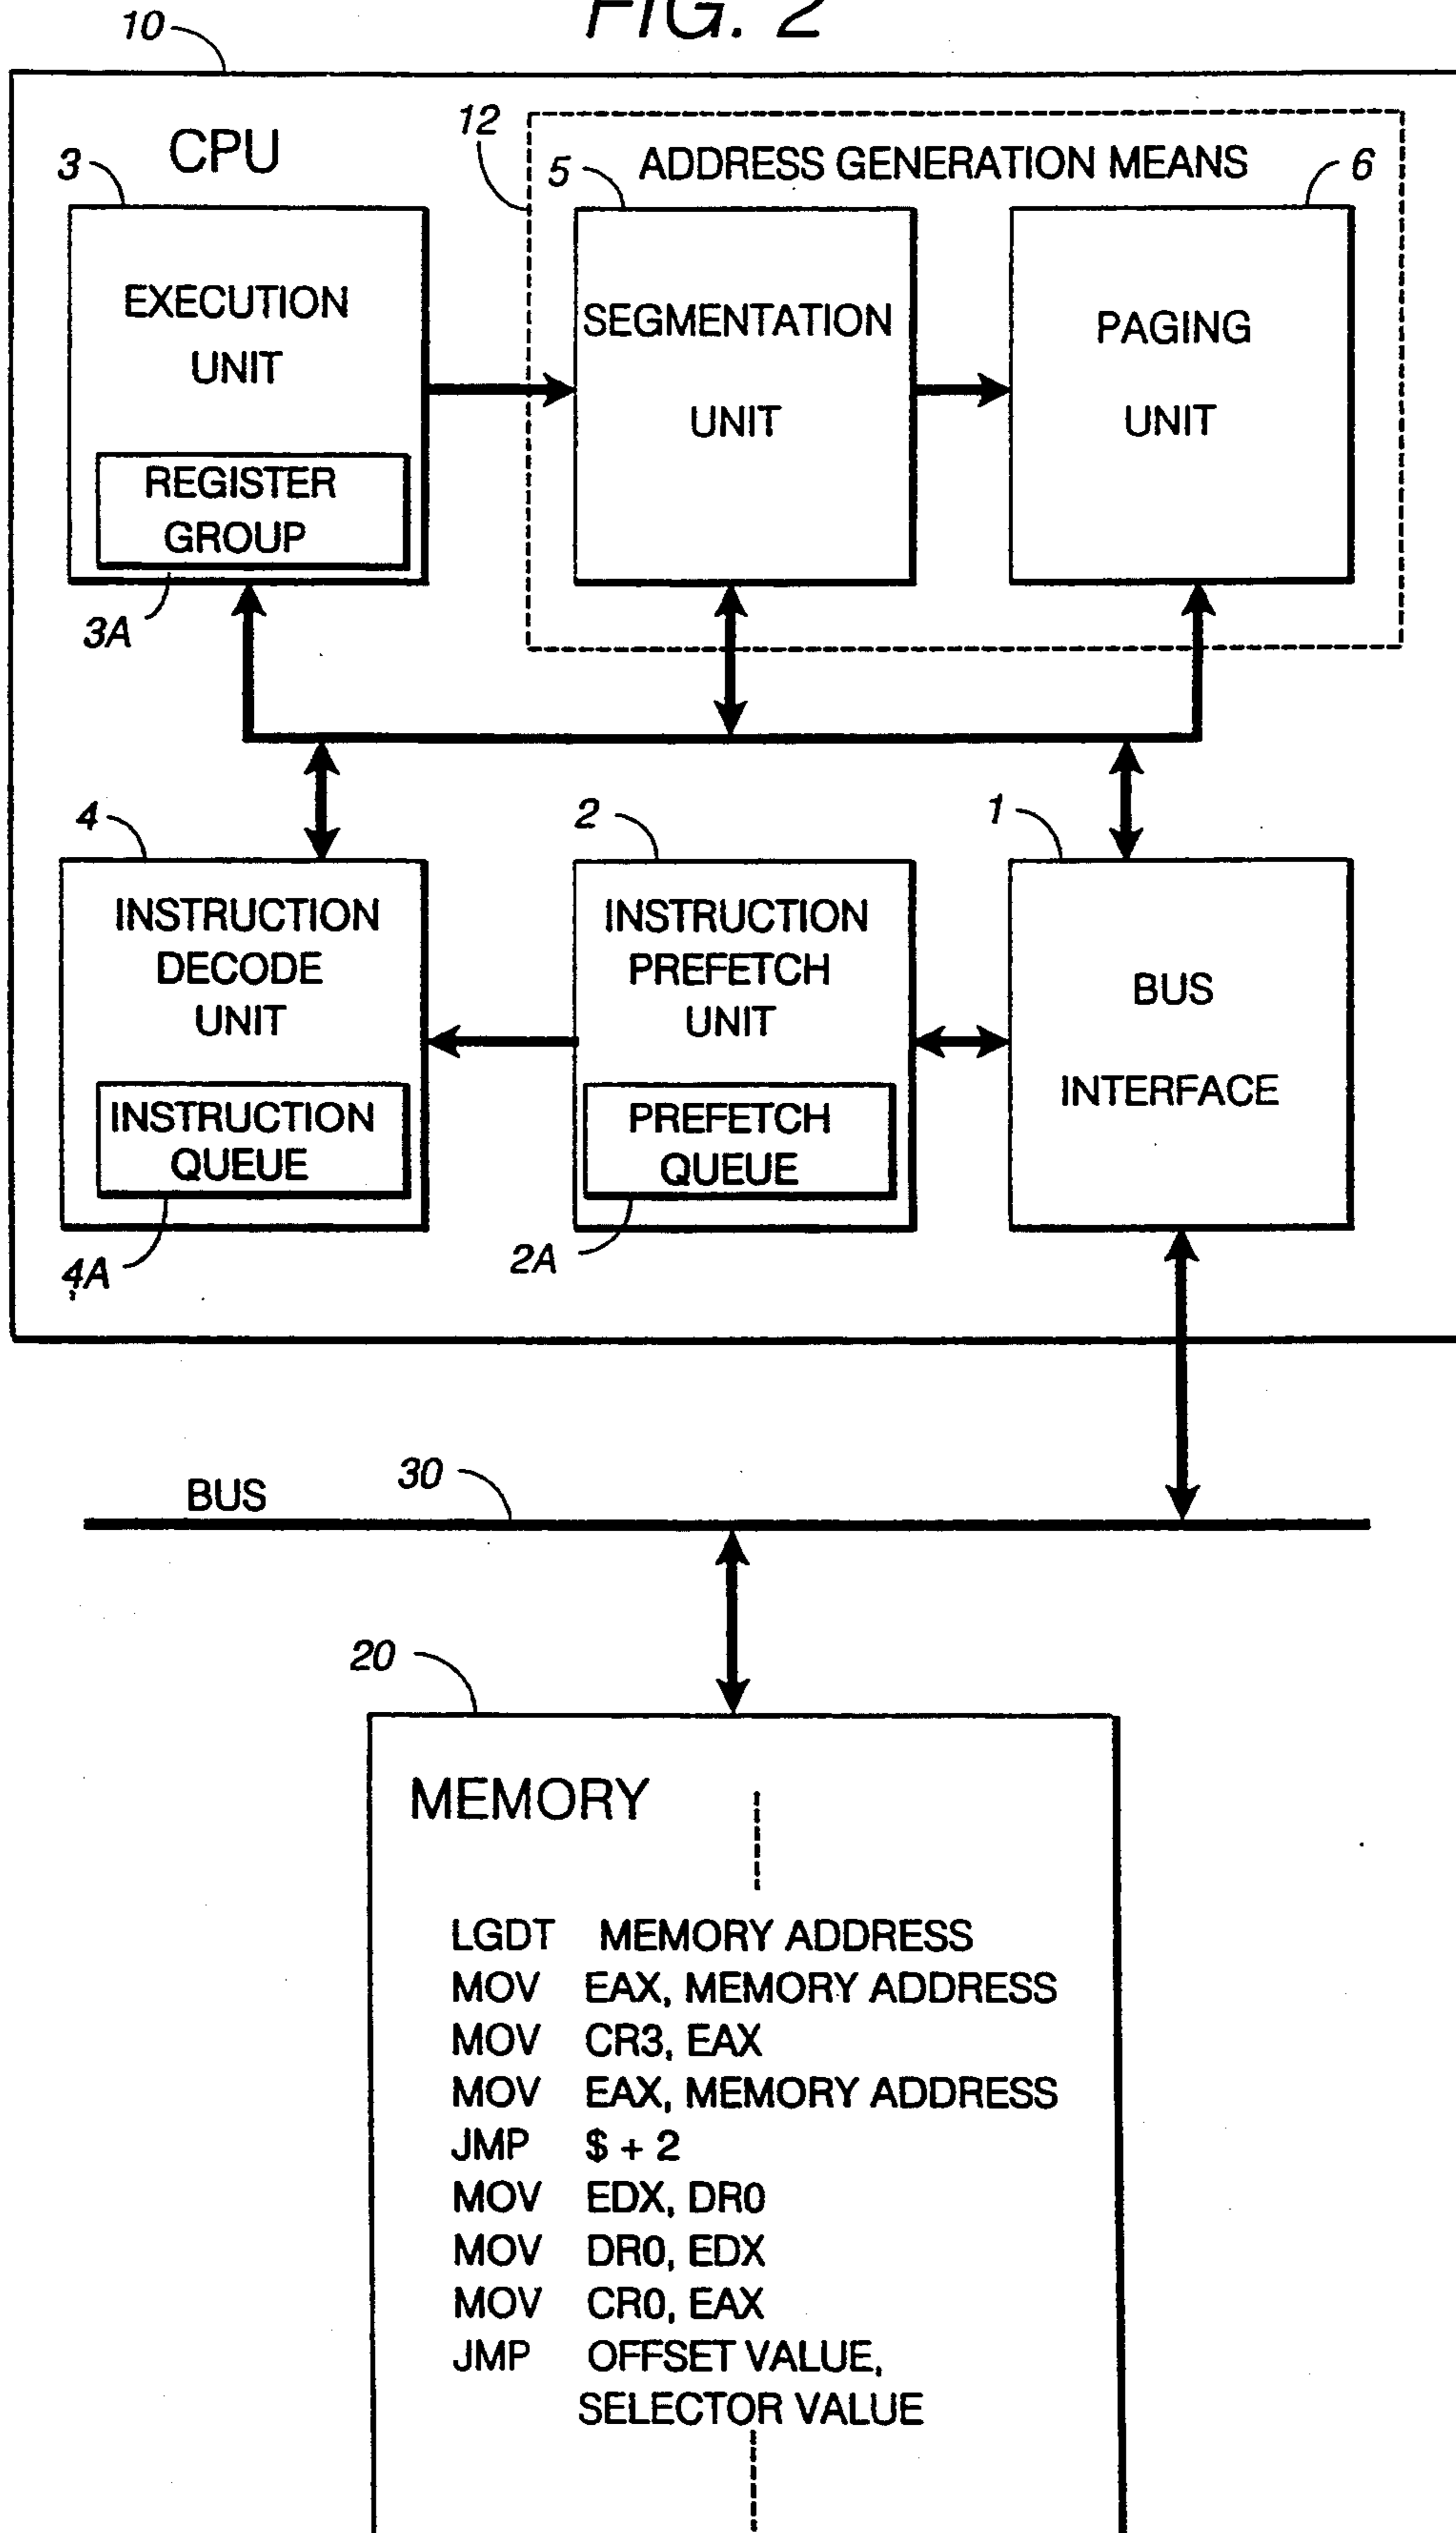 FIG. 2
10
CPU
12
ADDRESS GENERATION MEANS
3
5
6
EXECUTION
UNIT
SEGMENTATION
UNIT
PAGING
UNIT
REGISTER
GROUP
3A
4
2
1
INSTRUCTION
DECODE
UNIT
INSTRUCTION
QUEUE
4A
INSTRUCTION
PREFETCH
UNIT
PREFETCH
QUEUE
2A
BUS
INTERFACE
BUS
30
20
MEMORY
LGDT MEMORY ADDRESS
MOV EAX, MEMORY ADDRESS
MOV CR3, EAX
MOV EAX, MEMORY ADDRESS
JMP $ + 2
MOV EDX, DR0
MOV DR0, EDX
MOV CR0, EAX
JMP OFFSET VALUE,
SELECTOR VALUE